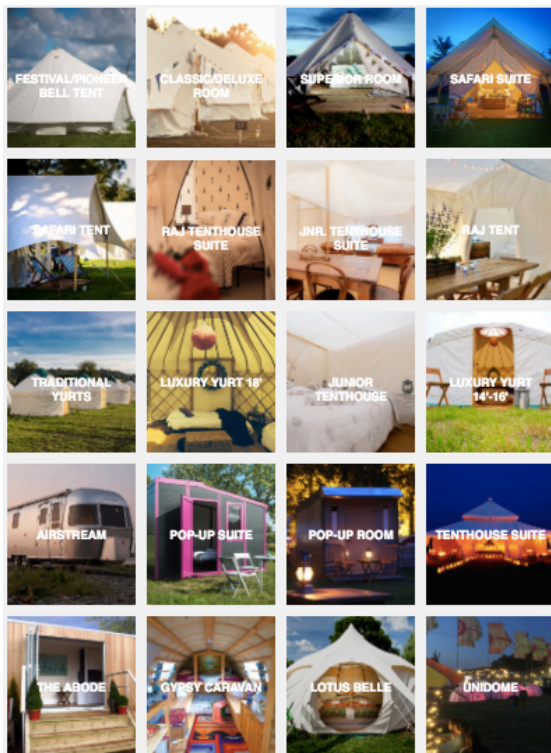 FESTIVAL/PIONEER
BELL TENT
CLASSIC/DELUXE
ROOM
SUPERIOR ROOM
SAFARI SUITE
SAFARI TENT
RAJ TENTHOUSE
SUITE
JNR. TENTHOUSE
SUITE
RAJ TENT
TRADITIONAL
YURTS
LUXURY YURT 18'
JUNIOR
TENTHOUSE
LUXURY YURT
14'-16'
AIRSTREAM
POP-UP SUITE
POP-UP ROOM
TENTHOUSE SUITE
THE ABODE
GYPSY CARAVAN
LOTUS BELLE
UNIDOME